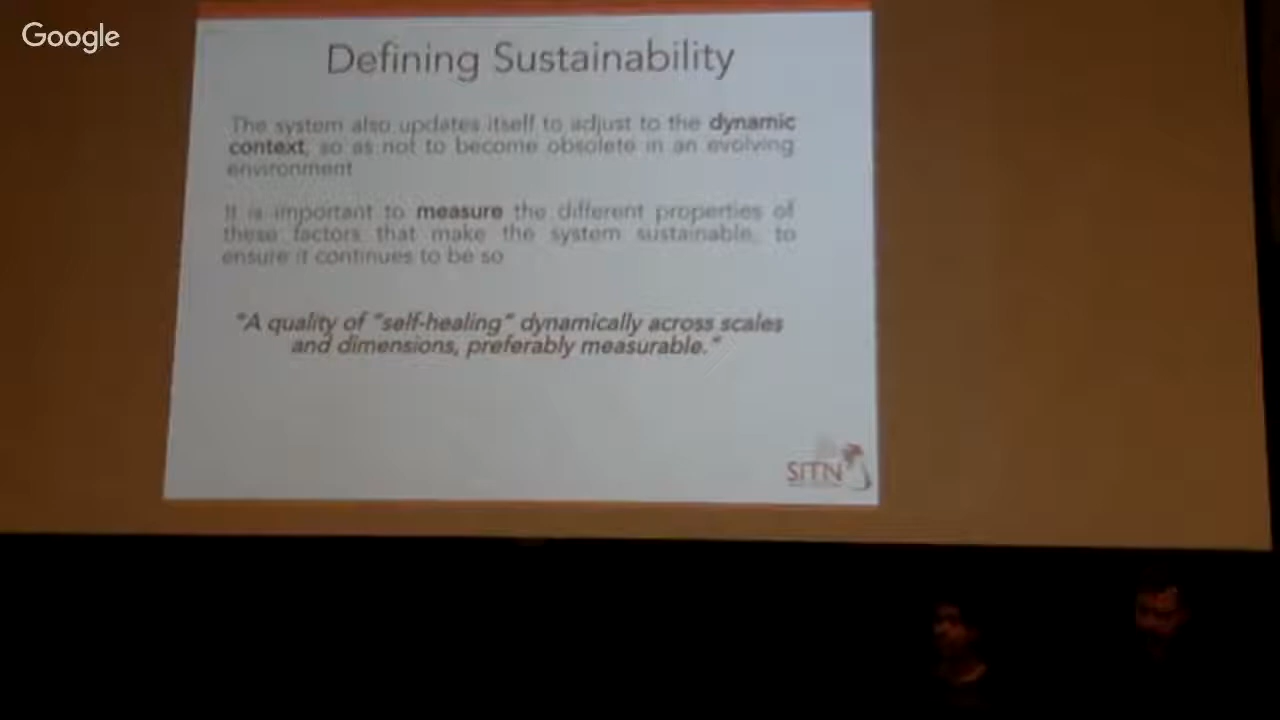 Google
Defining Sustainability
The system also updates itself to adjust to the dynamic
context, so as not to become obsolete in an evolving
environment
It is important to measure the different properties of
these factors that make the system sustainable, to
ensure it continues to be so
"A quality of "self-healing" dynamically across scales
and dimensions, preferably measurable."
SITN